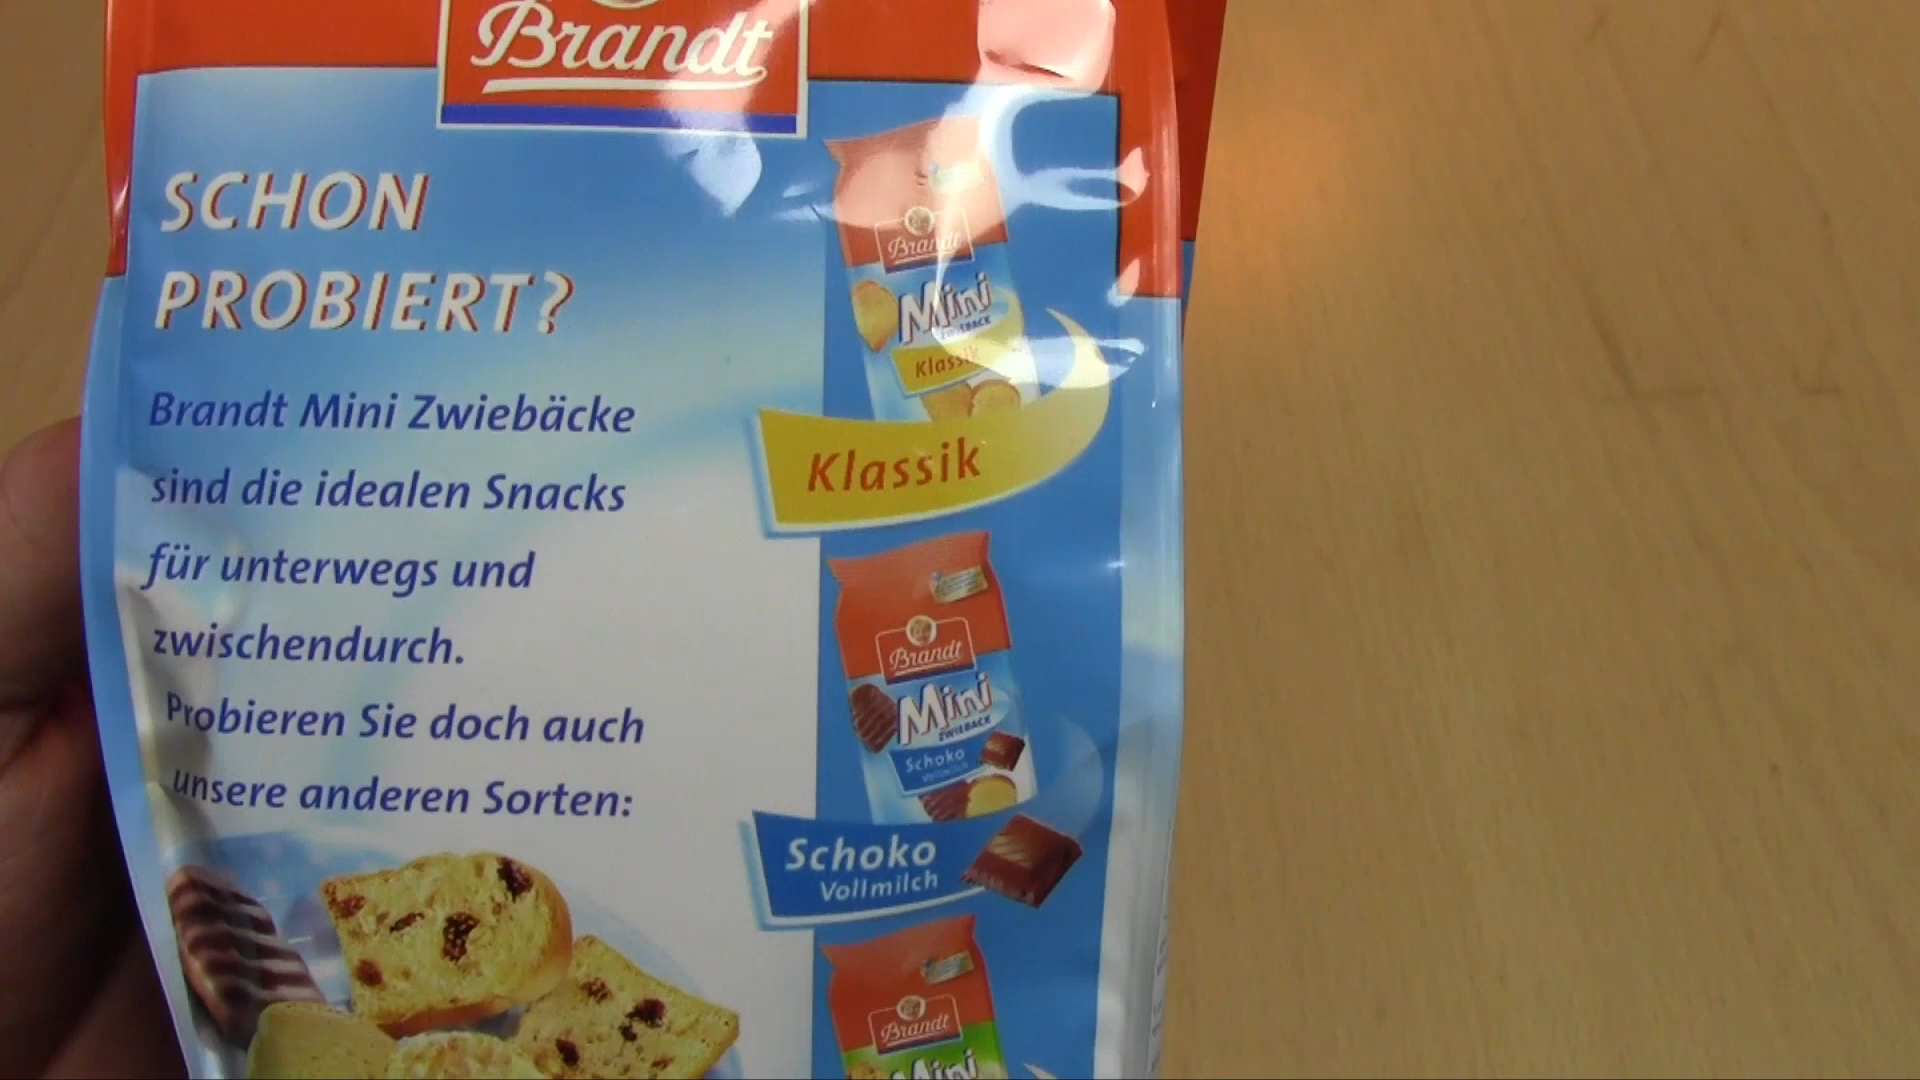 Brandt
SCHON
PROBIERT?
Brandt Mini Zwiebäcke
sind die idealen Snacks
für unterwegs und
zwischendurch.
Probieren Sie doch auch
unsere anderen Sorten:
Brandt
Mini
ZWIEBACK
Klassik
Klassik
Brandt
Mini
ZWIEBACK
Schoko
Vollmilch
Schoko
Vollmilch
Brandt
Mini